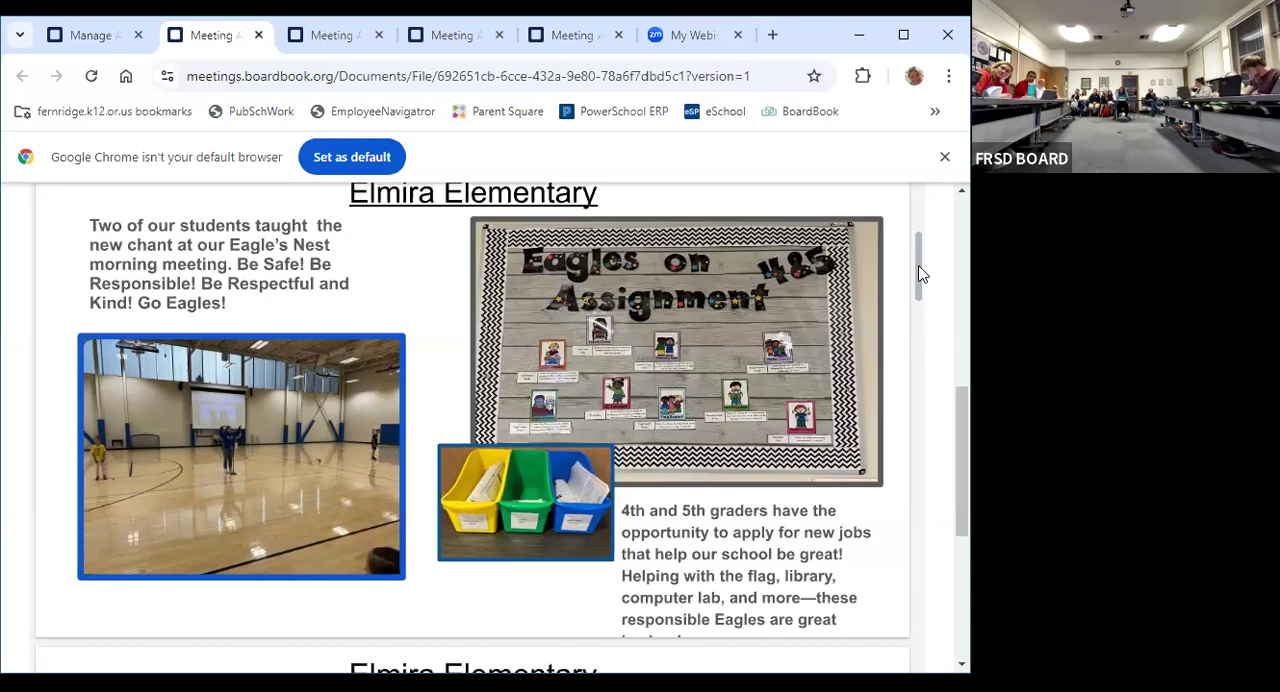 Manage A
Meeting A
Meeting A
Meeting A
Meeting A
My Webi
meetings.boardbook.org/Documents/File/692651cb-6cce-432a-9e80-78a6f7dbd5c1?version=1
fernridge.k12.or.us bookmarks
PubSchWork
EmployeeNavigator
Parent Square
PowerSchool ERP
eSchool
BoardBook
Google Chrome isn't your default browser
Set as default
FRSD BOARD
Elmira Elementary
Two of our students taught the
new chant at our Eagle's Nest
morning meeting. Be Safe! Be
Responsible! Be Respectful and
Kind! Go Eagles!
Eagles on 4&5
Assignment
4th and 5th graders have the
opportunity to apply for new jobs
that help our school be great!
Helping with the flag, library,
computer lab, and more—these
responsible Eagles are great
Elmira Elementary